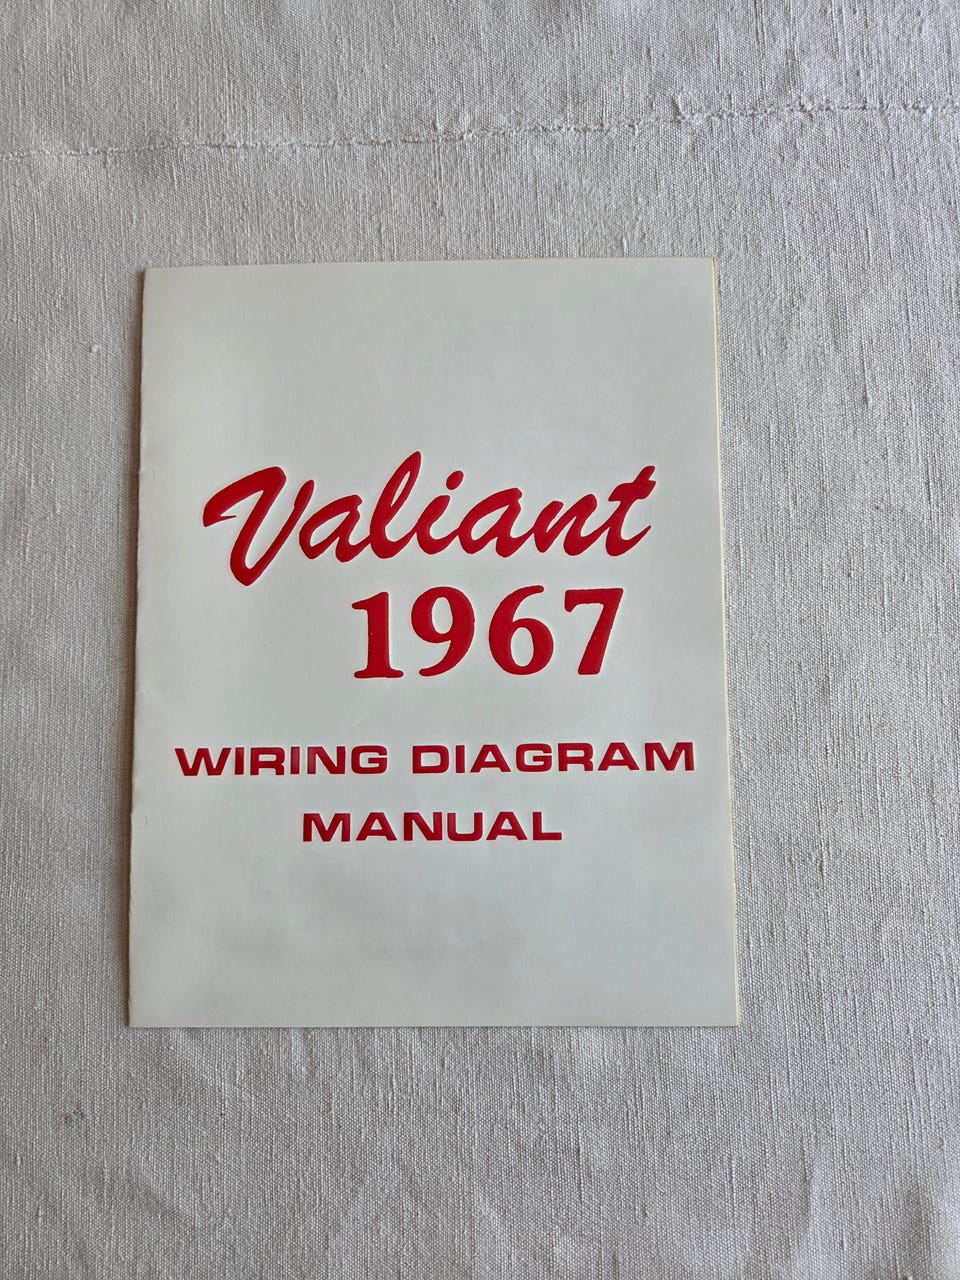 Valiant
1967
WIRING DIAGRAM
MANUAL